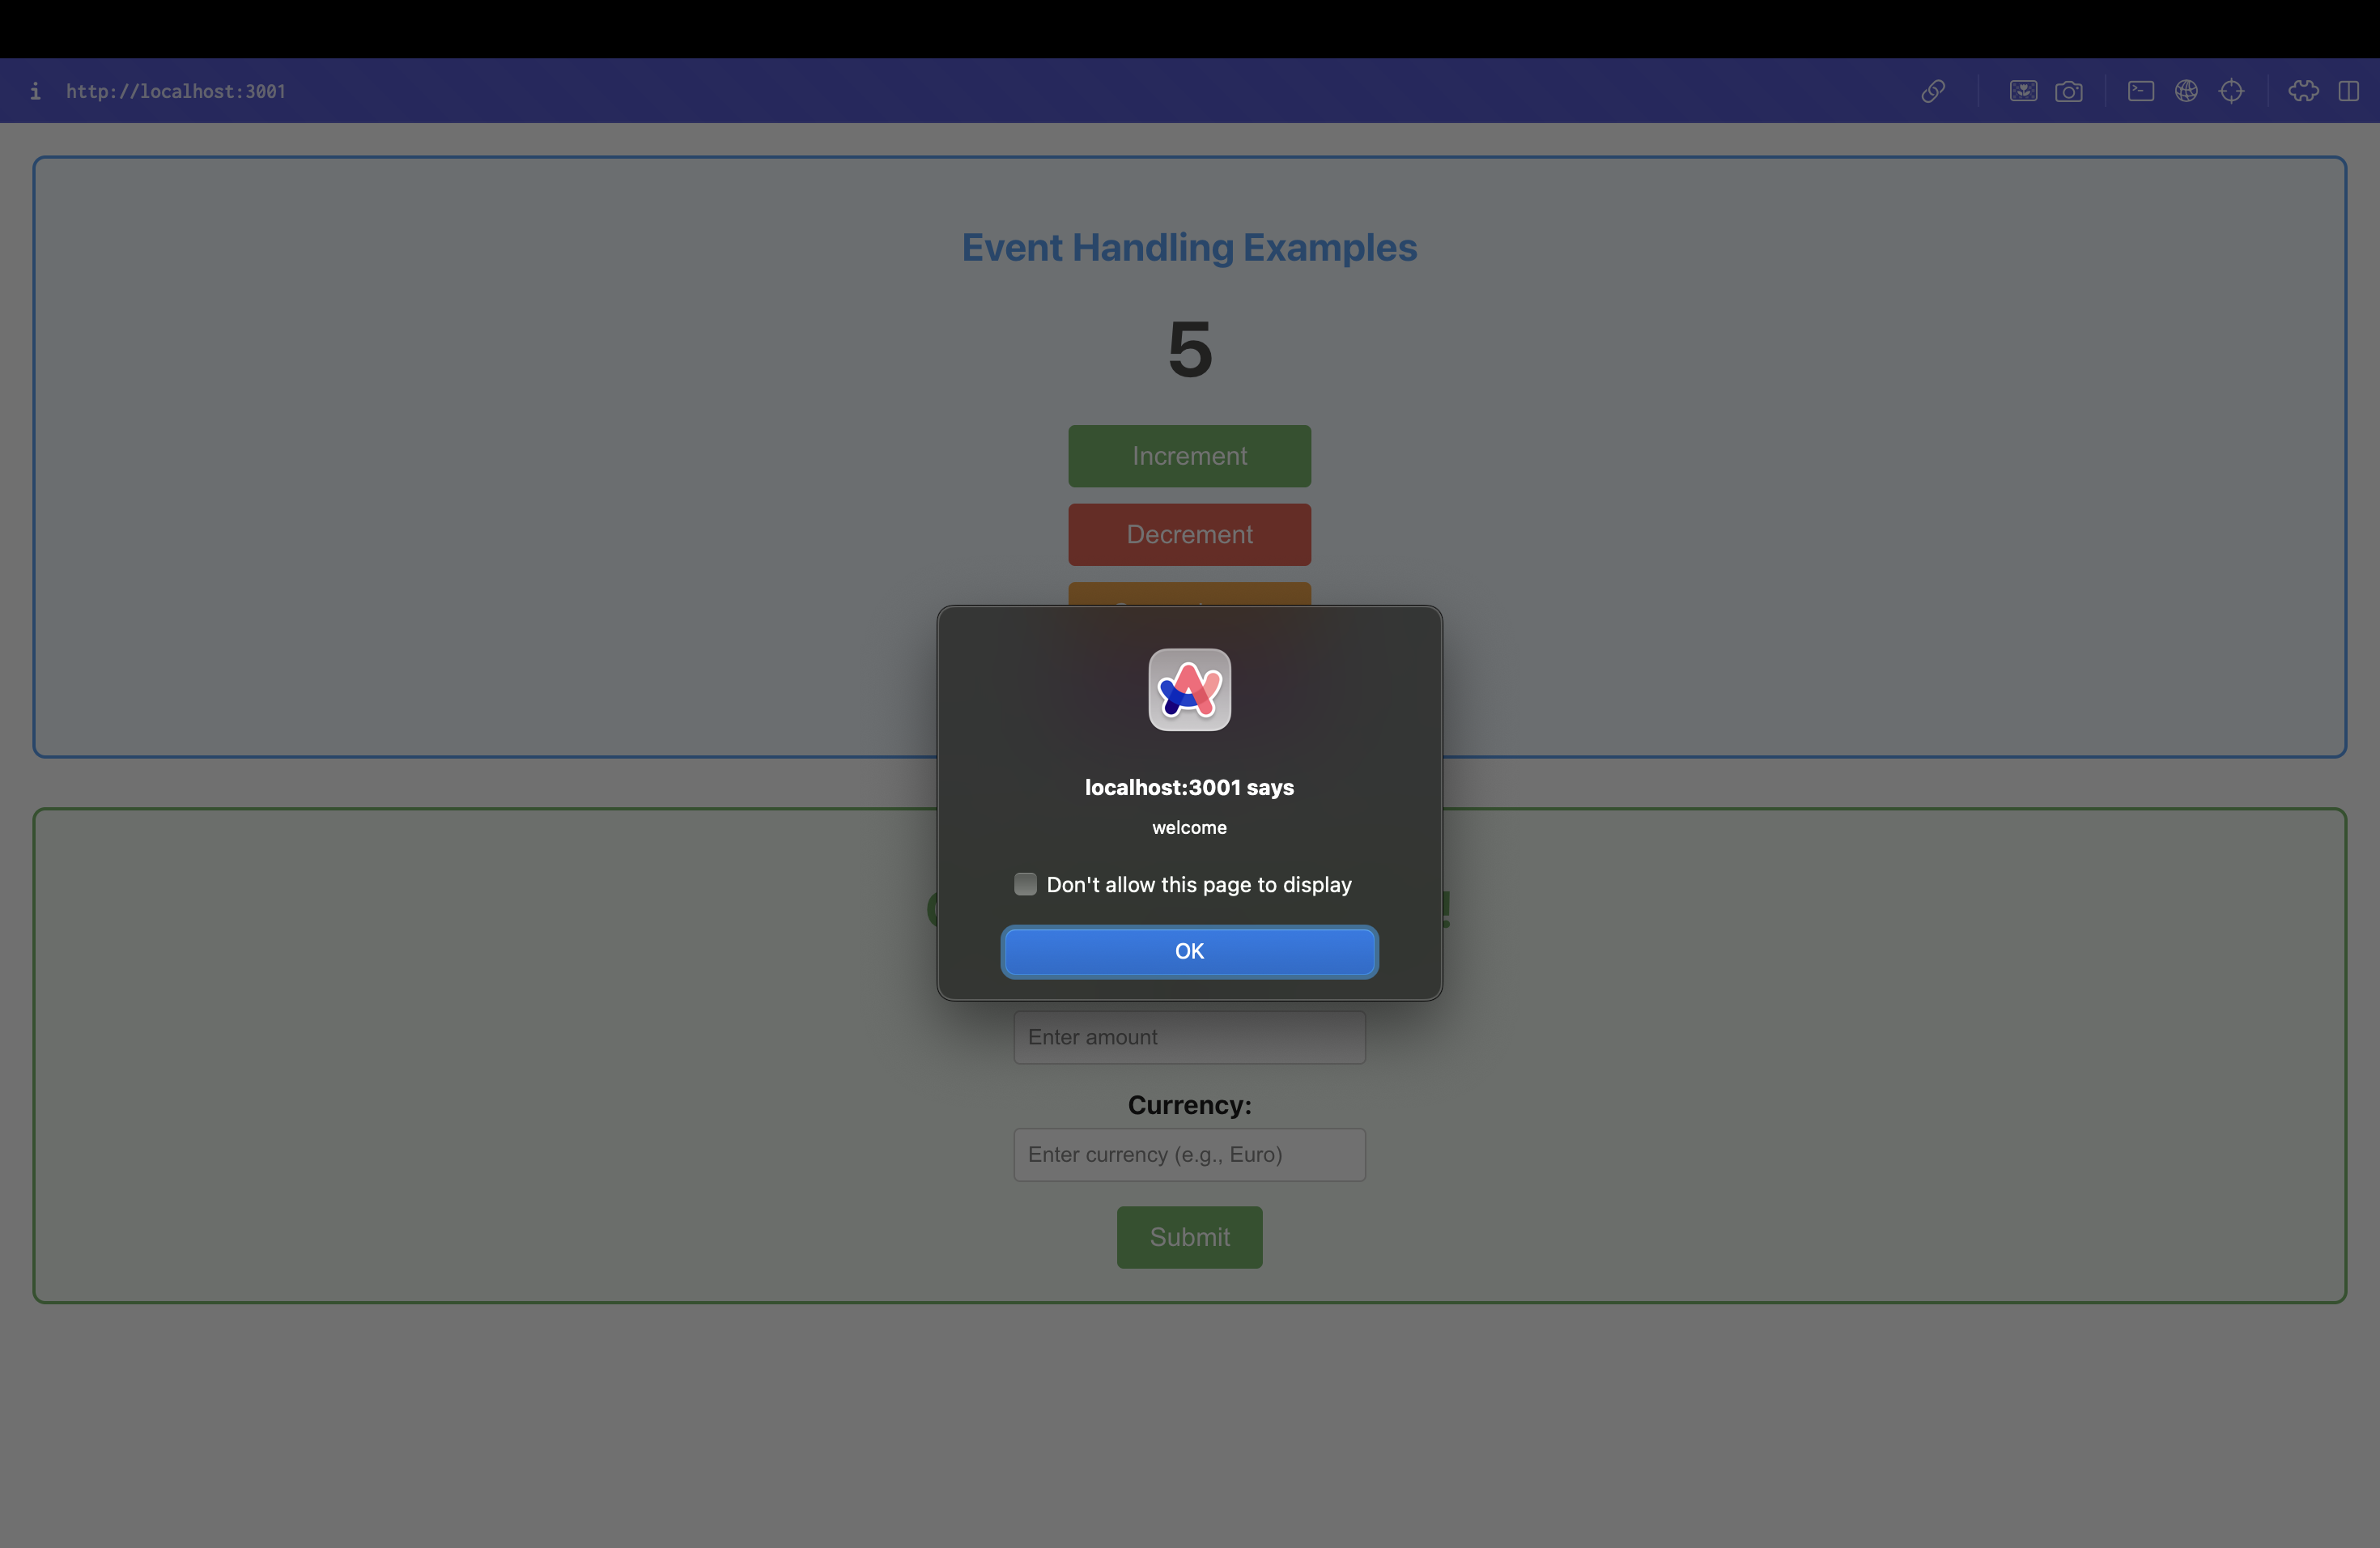 i http://localhost:3001
Event Handling Examples
5
Increment
Decrement
localhost:3001 says
welcome
Don't allow this page to display
!
OK
Enter amount
Currency:
Enter currency (e.g., Euro)
Submit